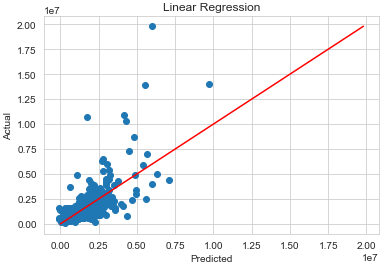 Linear Regression
1e7
2.00
1.75
1.50
1.25
1.00
0.75
0.50
0.25
0.00
Actual
0.00 0.25 0.50 0.75 1.00 1.25 1.50 1.75 2.00
Predicted
1e7